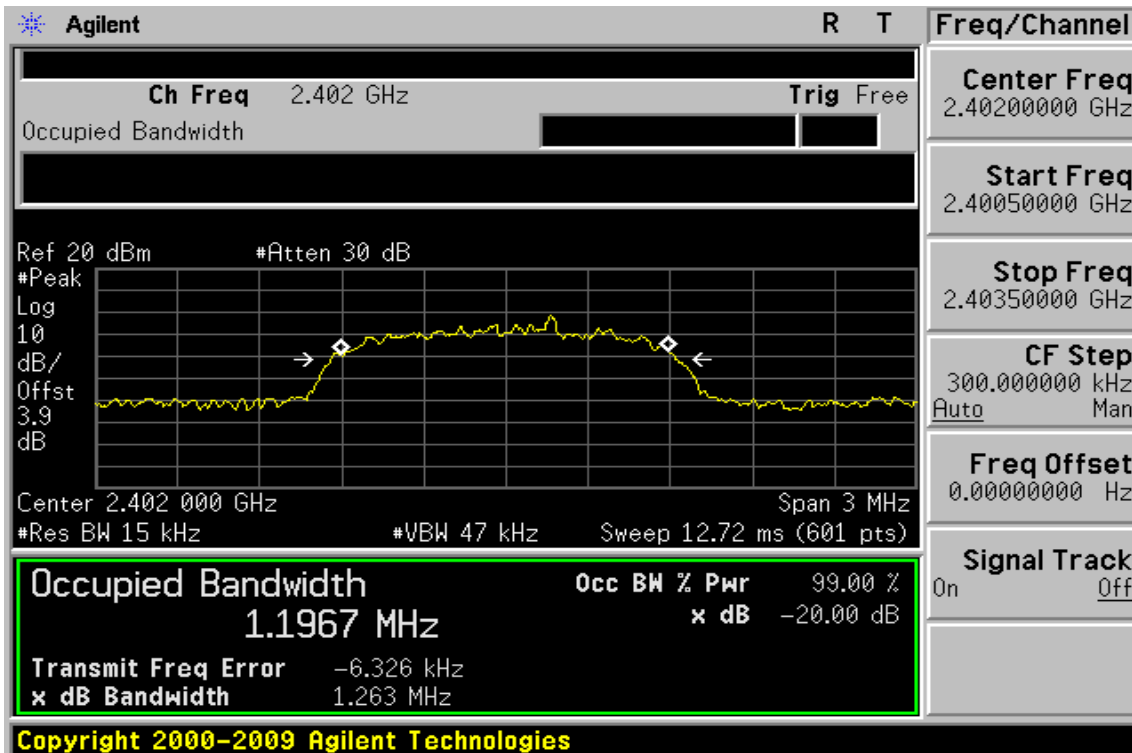 Agilent R T
Freq/Channel
Ch Freq 2.402 GHz Trig Free
Occupied Bandwidth
Center Freq
2.40200000 GHz
Start Freq
2.40050000 GHz
Stop Freq
2.40350000 GHz
CF Step
300.000000 kHz
Auto Man
Freq Offset
0.00000000 Hz
Signal Track
On Off
Ref 20 dBm #Atten 30 dB
#Peak
Log
10
dB/
Offst
3.9
dB
Center 2.402 000 GHz Span 3 MHz
#Res BW 15 kHz #VBW 47 kHz Sweep 12.72 ms (601 pts)
Occupied Bandwidth Occ BW % Pwr 99.00 %
1.1967 MHz x dB -20.00 dB
Transmit Freq Error -6.326 kHz
x dB Bandwidth 1.263 MHz
Copyright 2000-2009 Agilent Technologies